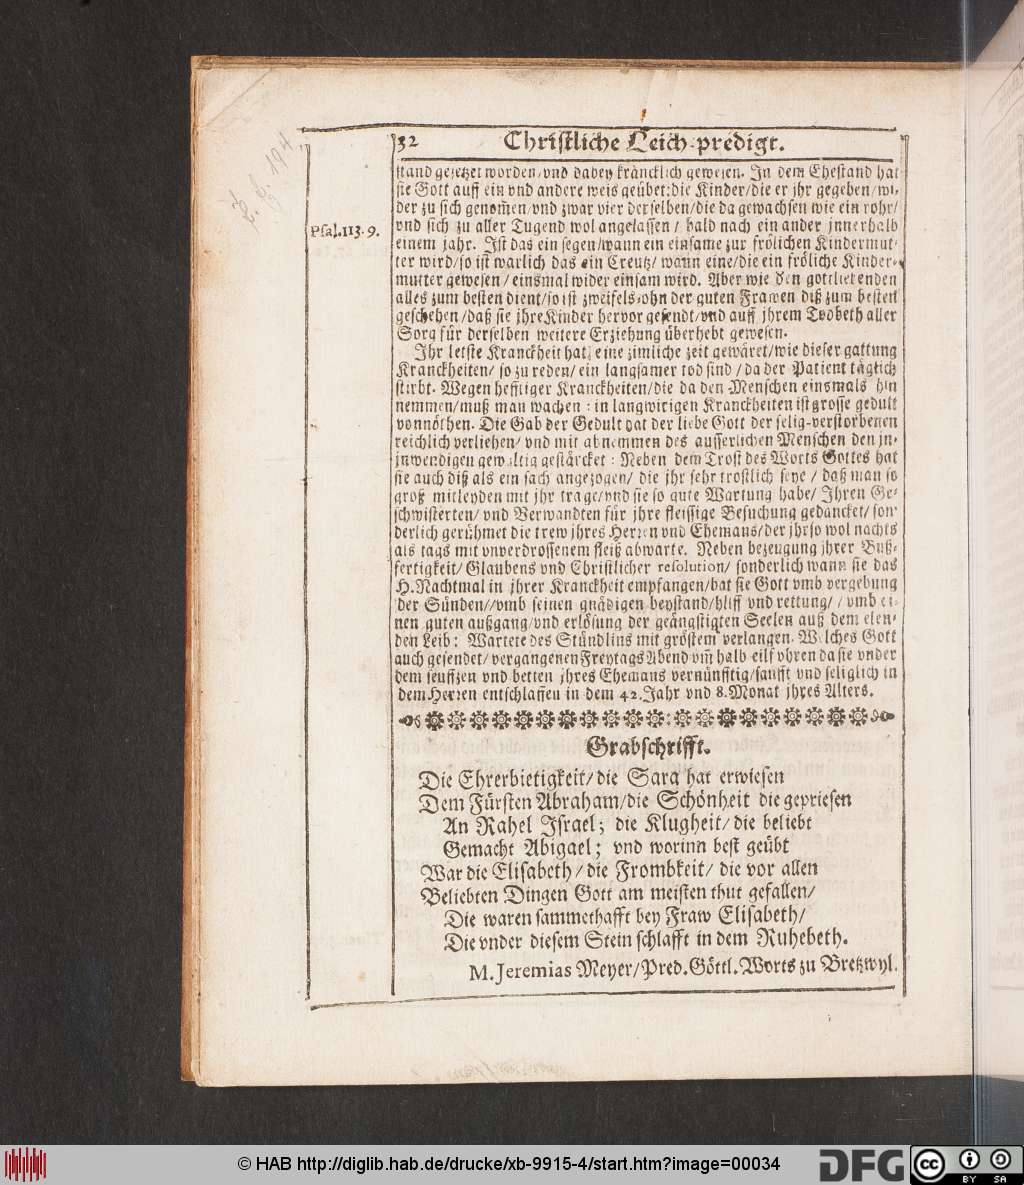 32 Christliche Leich-predigt.
stand gesetzet worden/vnd dabey kräncklich gewesen. In dem Ehestand hat
sie Gott auff ein vnd andere weis geübet: die Kinder/die er jhr gegeben/wi-
der zu sich genom̃en/vnd zwar vier derselben/die da gewachsen wie ein rohr/
vnd sich zu aller Tugend wol angelassen/ bald nach ein ander jnnerhalb
Psal.113.9.
einem jahr. Ist das ein segen/wann ein einsame zur frölichen Kindermut-
ter wird/so ist warlich das ein Creutz/ wann eine/die ein fröliche Kinder-
mutter gewesen/ einsmal wider einsam wird. Aber wie den gottliebenden
alles zum besten dient/so ist zweifels-ohn der guten Frawen diß zum besten
geschehen/daß sie jhre Kinder hervor gesendt/vnd auff jhrem Todbeth aller
Sorg für derselben weitere Erziehung überhebt gewesen.
Ihr letste Kranckheit hat eine zimliche zeit gewäret/wie dieser gattung
Kranckheiten/ so zu reden/ein langsamer tod sind/da der Patient täglich
stirbt. Wegen hefftiger Kranckheiten/die da den Menschen einsmals hin
nemmen/muß man wachen: in langwirigen Kranckheiten ist grosse gedult
vonnöthen. Die Gab der Gedult hat der liebe Gott der selig-verstorbenen
reichlich verliehen/ vnd mit abnemmen des ausserlichen Menschen den jn-
jnwendigen gewaltig gestärcket: Neben dem Trost des Worts Gottes hat
sie auch diß als ein sach angezogen/ die jhr sehr trostlich seye/ daß man so
groß mitleyden mit jhr trage/vnd sie so gute Wartung habe/ Ihren Ge-
schwisterten/ vnd Verwandten für jhre fleissige Besuchung gedancket/ son-
derlich gerühmet die trew jhres Herren vnd Ehemans/der jhr so wol nachts
als tags mit vnverdrossenem fleiß abwarte. Neben bezeugung jhrer Buß-
fertigkeit/ Glaubens vnd Christlicher resolution/ sonderlich wann sie das
H. Nachtmal in jhrer Kranckheit empfangen/hat sie Gott vmb vergebung
der Sünden//vmb seinen gnädigen beystand/hilff vnd rettung//vmb ei-
nen guten außgang/vnd erlösung der geängstigten Seelen auß dem elen-
den Leib: Wartete des Stündlins mit gröstem verlangen. Welches Gott
auch gesendet/vergangenen Freytags Abend vm̃ halb eilf vhren da sie vnder
dem seuffzen vnd betten jhres Ehemans vernünfftig/sanfft vnd seliglich in
dem Herren entschlaffen in dem 42. Jahr vnd 8. Monat jhres Alters.
Grabschrifft.
Die Ehrerbietigkeit/die Sara hat erwiesen
Dem Fürsten Abraham/die Schönheit die gepriesen
An Rahel Israel; die Klugheit/die beliebt
Gemacht Abigael; vnd worinn best geübt
War die Elisabeth/die Frombkeit/ die vor allen
Beliebten Dingen Gott am meisten thut gefallen/
Die waren sammethafft bey Fraw Elisabeth/
Die vnder diesem Stein schlafft in dem Ruhebeth.
M. Jeremias Meyer/Pred. Göttl. Worts zu Bretzwyl.
© HAB http://diglib.hab.de/drucke/xb-9915-4/start.htm?image=00034
DFG
cc BY SA